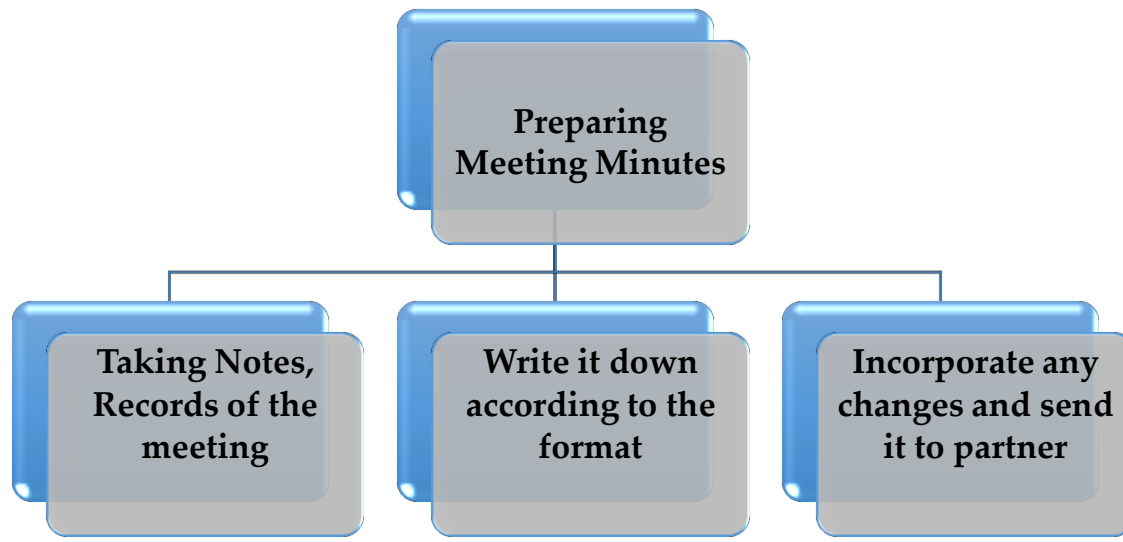 Preparing
Meeting Minutes
Taking Notes,
Records of the
meeting
Write it down
according to the
format
Incorporate any
changes and send
it to partner